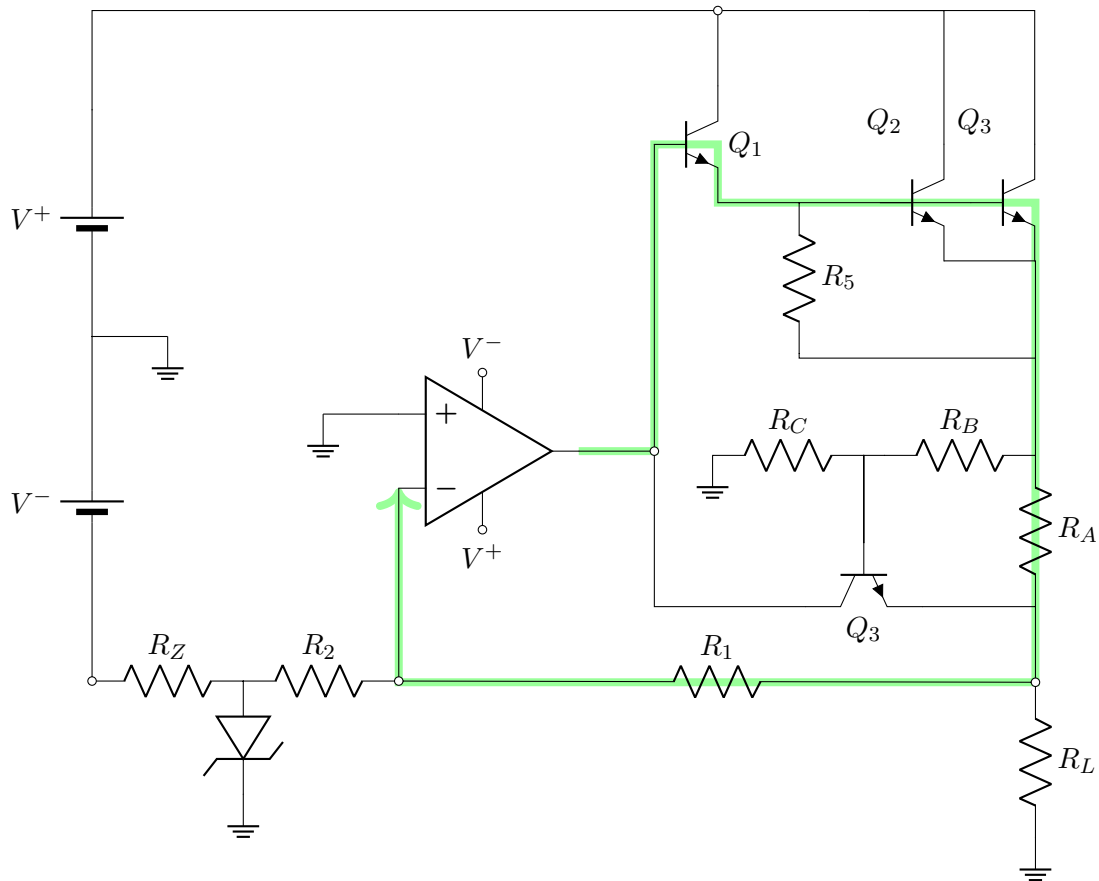 Q2 Q3
Q1
V+
R5
V−
+
RC RB
−
V−
RA
V+
Q3
RZ R2 R1
RL